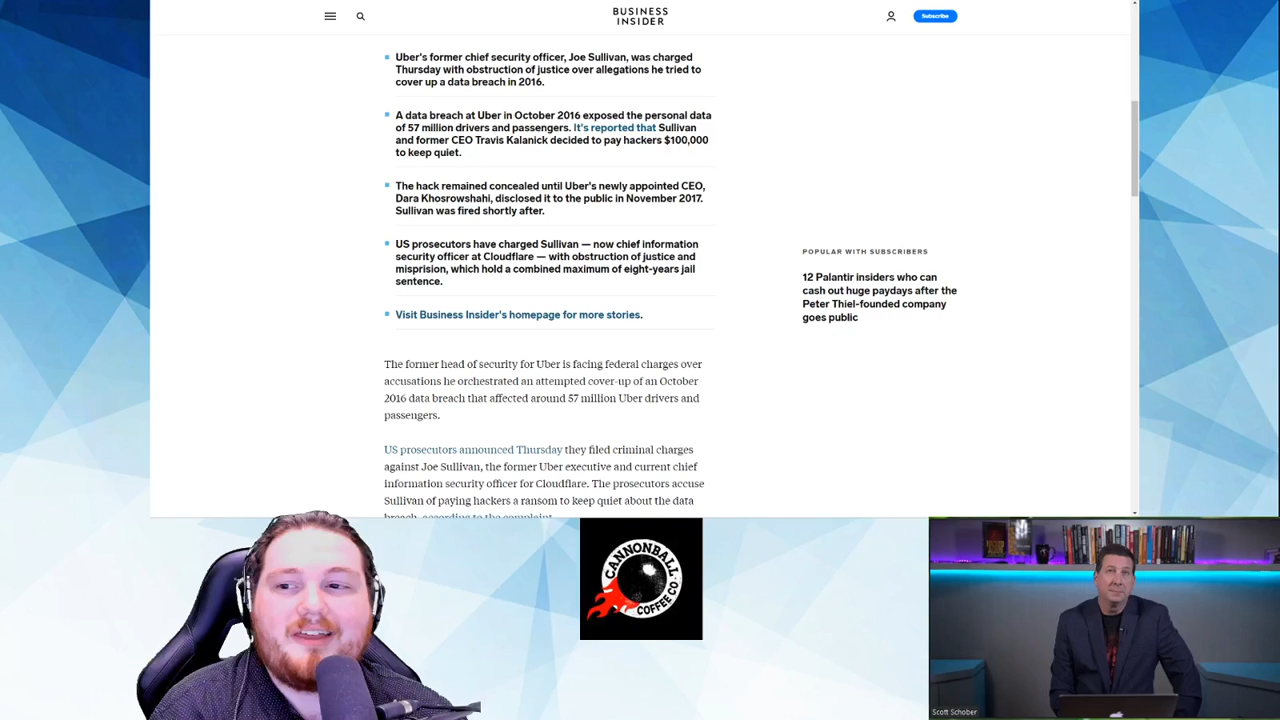 BUSINESS
INSIDER
Subscribe
Uber's former chief security officer, Joe Sullivan, was charged
Thursday with obstruction of justice over allegations he tried to
cover up a data breach in 2016.
A data breach at Uber in October 2016 exposed the personal data
of 57 million drivers and passengers. It's reported that Sullivan
and former CEO Travis Kalanick decided to pay hackers $100,000
to keep quiet.
The hack remained concealed until Uber's newly appointed CEO,
Dara Khosrowshahi, disclosed it to the public in November 2017.
Sullivan was fired shortly after.
US prosecutors have charged Sullivan — now chief information
security officer at Cloudflare — with obstruction of justice and
misprision, which hold a combined maximum of eight-years jail
sentence.
Visit Business Insider's homepage for more stories.
POPULAR WITH SUBSCRIBERS
12 Palantir insiders who can
cash out huge paydays after the
Peter Thiel-founded company
goes public
The former head of security for Uber is facing federal charges over
accusations he orchestrated an attempted cover-up of an October
2016 data breach that affected around 57 million Uber drivers and
passengers.
US prosecutors announced Thursday they filed criminal charges
against Joe Sullivan, the former Uber executive and current chief
information security officer for Cloudflare. The prosecutors accuse
Sullivan of paying hackers a ransom to keep quiet about the data
breach, according to the complaint.
CANNONBALL
COFFEE CO.
Scott Schober